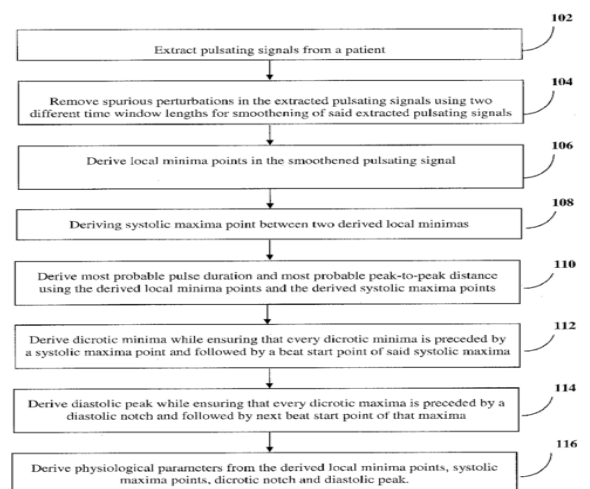 102
Extract pulsating signals from a patient
104
Remove spurious perturbations in the extracted pulsating signals using two
different time window lengths for smoothening of said extracted pulsating signals
106
Derive local minima points in the smoothened pulsating signal
108
Deriving systolic maxima point between two derived local minimas
110
Derive most probable pulse duration and most probable peak-to-peak distance
using the derived local minima points and the derived systolic maxima points
112
Derive dicrotic minima while ensuring that every dicrotic minima is preceded by
a systolic maxima point and followed by a beat start point of said systolic maxima
114
Derive diastolic peak while ensuring that every dicrotic maxima is preceded by a
diastolic notch and followed by next beat start point of that maxima
116
Derive physiological parameters from the derived local minima points, systolic
maxima points, dicrotic notch and diastolic peak.